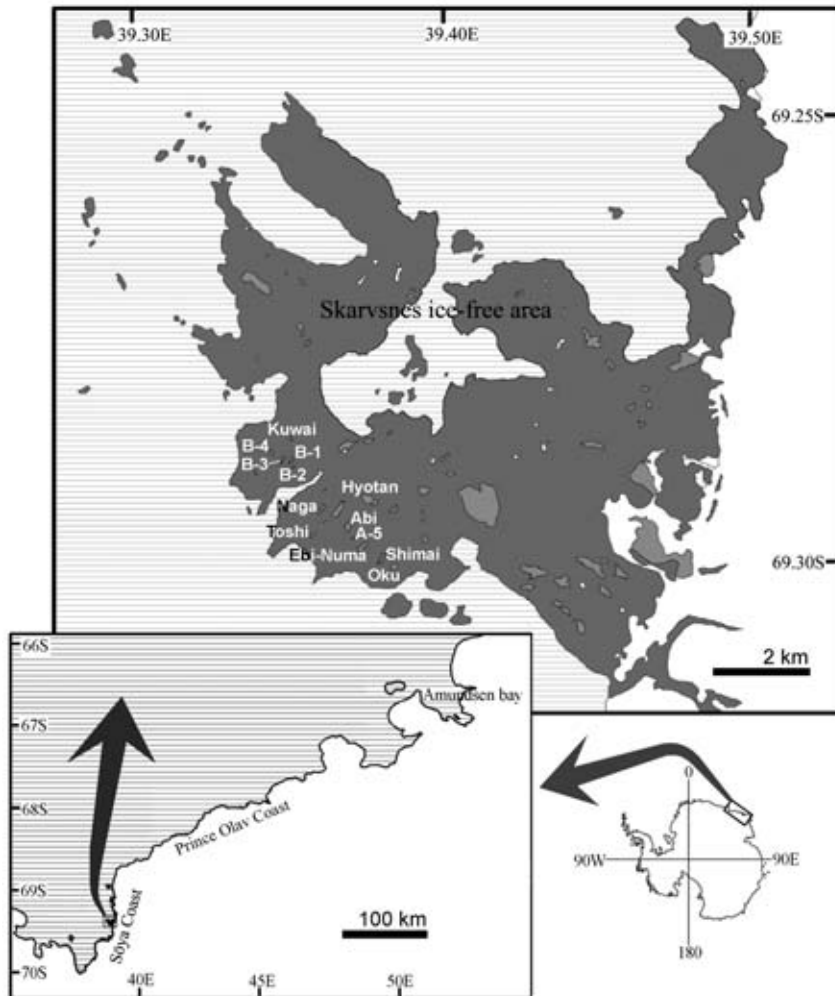 39.30E
39.40E
39.50E
69.25S
Skarvsnes ice-free area
Kuwai
B-4
B-1
B-3
B-2
Hyotan
Naga
Abi
Toshi
A-5
Ebi-Numa
Shimai
Oku
69.30S
2 km
66S
67S
68S
69S
70S
Amundsen bay
Prince Olav Coast
Sôya Coast
100 km
40E
45E
50E
0
90W
90E
180